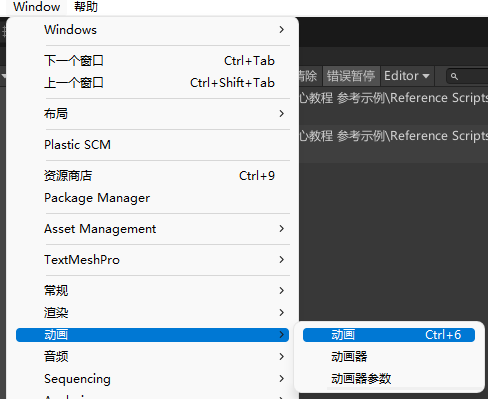 Window 帮助
Windows
下一个窗口 Ctrl+Tab
上一个窗口 Ctrl+Shift+Tab
清除 错误暂停 Editor
布局
心教程 参考示例\Reference Scripts
Plastic SCM
心教程 参考示例\Reference Scripts
资源商店 Ctrl+9
Package Manager
Asset Management
TextMeshPro
常规
渲染
动画
动画 Ctrl+6
音频
动画器
Sequencing
动画器参数